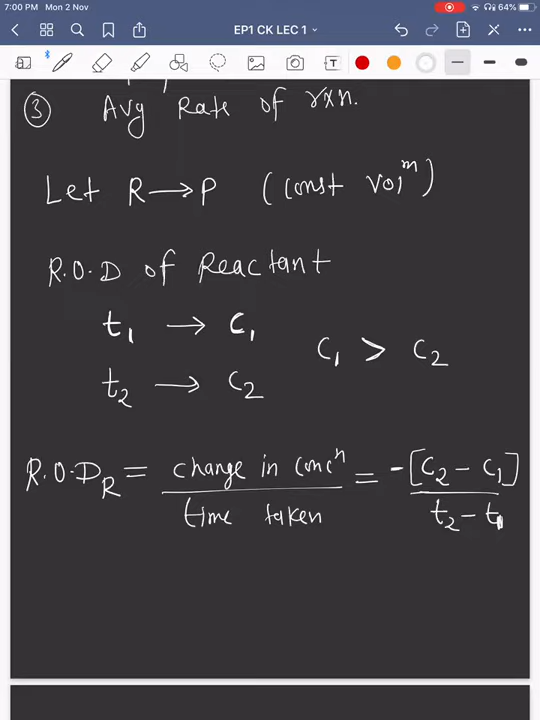 7:00 PM Mon 2 Nov 64%
EP1 CK LEC 1
T
③ Avg Rate of rxn.
Let R → P (const volᵐ)
R.O.D of Reactant
t₁ → C₁
C₁ > C₂
t₂ → C₂
R.O.D_R = change in concⁿ / time taken = -[C₂ - C₁] / t₂ - t₁